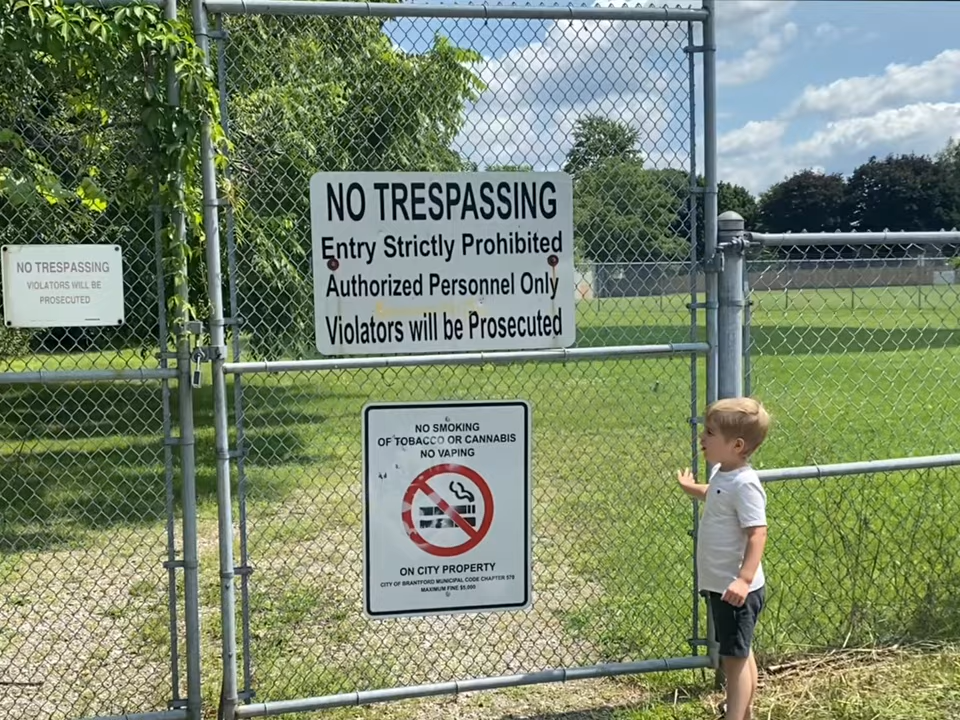 NO TRESPASSING
VIOLATORS WILL BE
PROSECUTED
NO TRESPASSING
Entry Strictly Prohibited
Authorized Personnel Only
Violators will be Prosecuted
NO SMOKING
OF TOBACCO OR CANNABIS
NO VAPING
ON CITY PROPERTY
CITY OF BRANTFORD MUNICIPAL CODE CHAPTER 579
MAXIMUM FINE $5,000